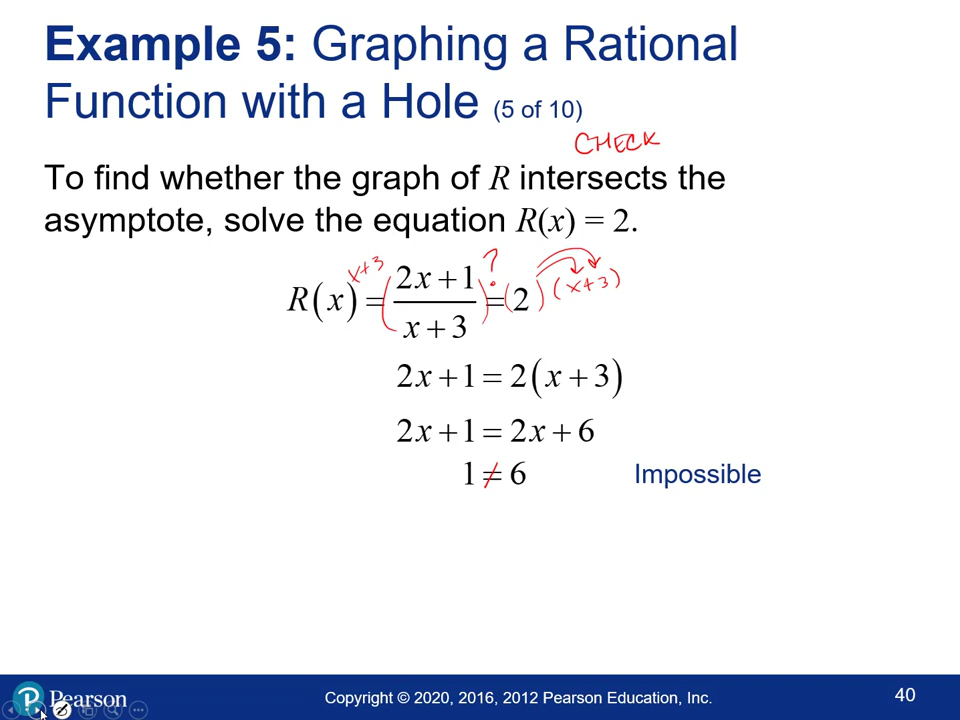 Example 5: Graphing a Rational
Function with a Hole (5 of 10)
CHECK
To find whether the graph of R intersects the
asymptote, solve the equation R(x) = 2.
x+3 ?
R(x) = (2x + 1 / x + 3) = (2) (x+3)
2x + 1 = 2(x + 3)
2x + 1 = 2x + 6
1 ≠ 6 Impossible
Pearson
Copyright © 2020, 2016, 2012 Pearson Education, Inc.
40